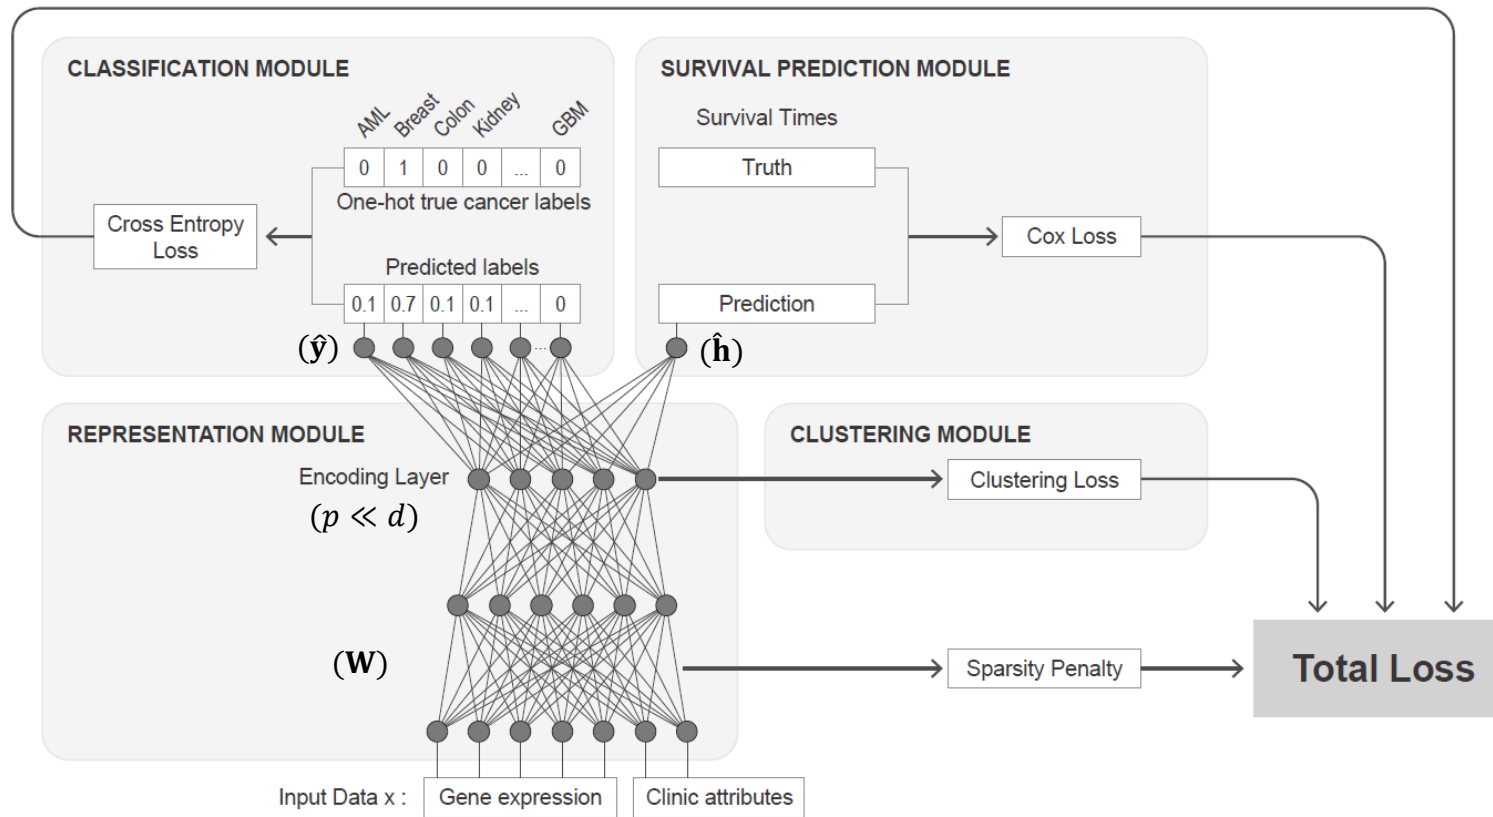 CLASSIFICATION MODULE
AML Breast Colon Kidney GBM
0 1 0 0 ... 0
One-hot true cancer labels
Cross Entropy
Loss
Predicted labels
0.1 0.7 0.1 0.1 ... 0
(ŷ)
SURVIVAL PREDICTION MODULE
Survival Times
Truth
Cox Loss
Prediction
(ĥ)
REPRESENTATION MODULE
Encoding Layer
(p ≪ d)
(W)
CLUSTERING MODULE
Clustering Loss
Sparsity Penalty
Total Loss
Input Data x : Gene expression Clinic attributes